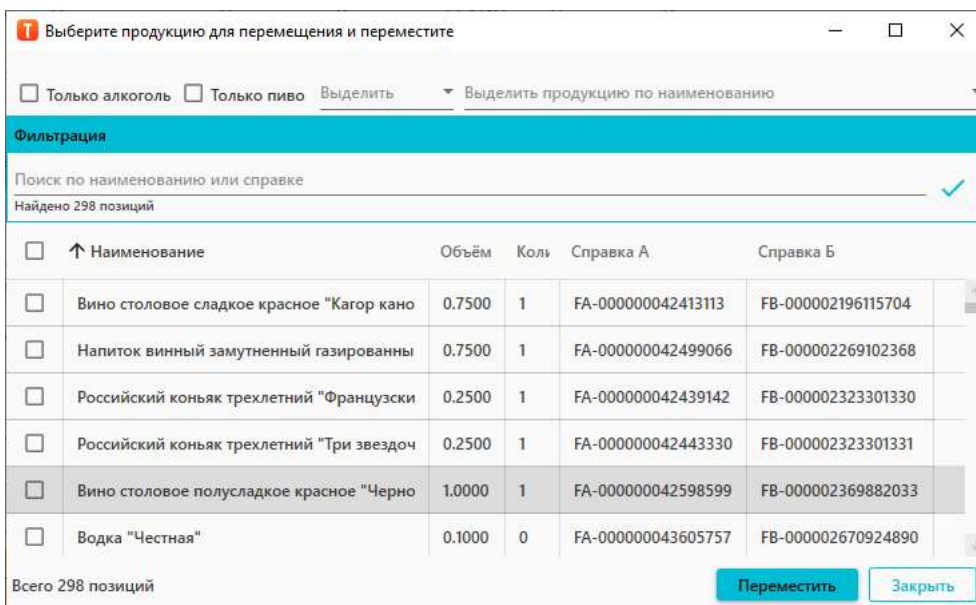 T Выберите продукцию для перемещения и переместите
Только алкоголь Только пиво Выделить Выделить продукцию по наименованию
Фильтрация
Поиск по наименованию или справке
Найдено 298 позиций
Наименование Объём Коли Справка А Справка Б
Вино столовое сладкое красное "Кагор кано 0.7500 1 FA-000000042413113 FB-000002196115704
Напиток винный замутненный газированны 0.7500 1 FA-000000042499066 FB-000002269102368
Российский коньяк трехлетний "Французски 0.2500 1 FA-000000042439142 FB-000002323301330
Российский коньяк трехлетний "Три звездоч 0.2500 1 FA-000000042443330 FB-000002323301331
Вино столовое полусладкое красное "Черно 1.0000 1 FA-000000042598599 FB-000002369882033
Водка "Честная" 0.1000 0 FA-000000043605757 FB-000002670924890
Всего 298 позиций Переместить Закрыть